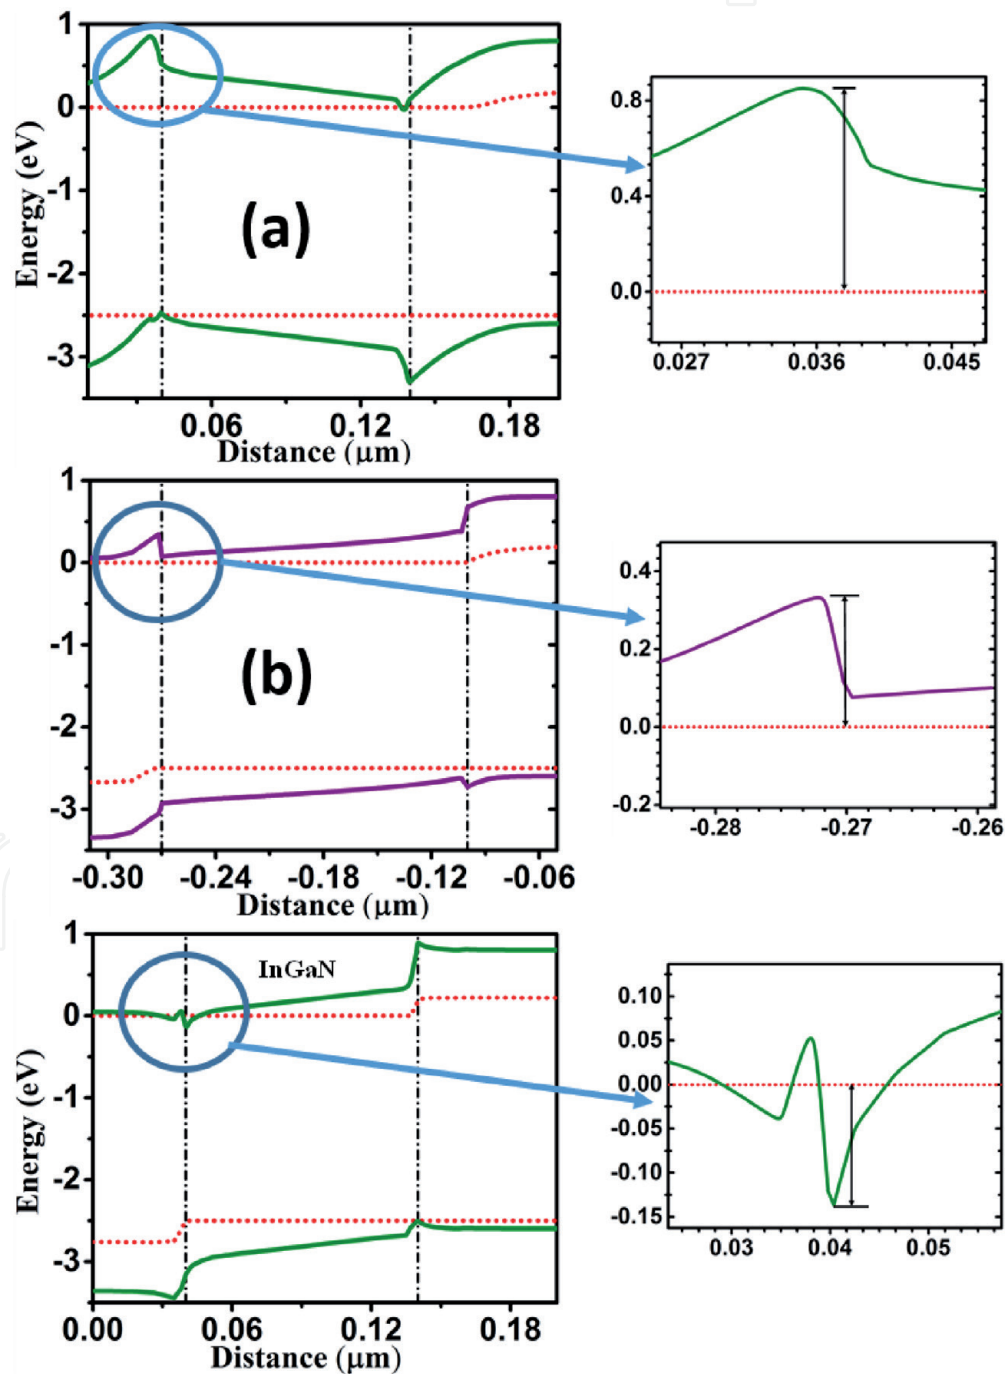 1
0
-1
-2
-3
Energy (eV)
(a)
0.06 0.12 0.18
Distance (μm)
0.8
0.4
0.0
0.027 0.036 0.045
1
0
-1
-2
-3
(b)
-0.30 -0.24 -0.18 -0.12 -0.06
Distance (μm)
0.4
0.2
0.0
-0.2
-0.28 -0.27 -0.26
1
0
-1
-2
-3
Energy (eV)
InGaN
0.00 0.06 0.12 0.18
Distance (μm)
0.10
0.05
0.00
-0.05
-0.10
-0.15
0.03 0.04 0.05